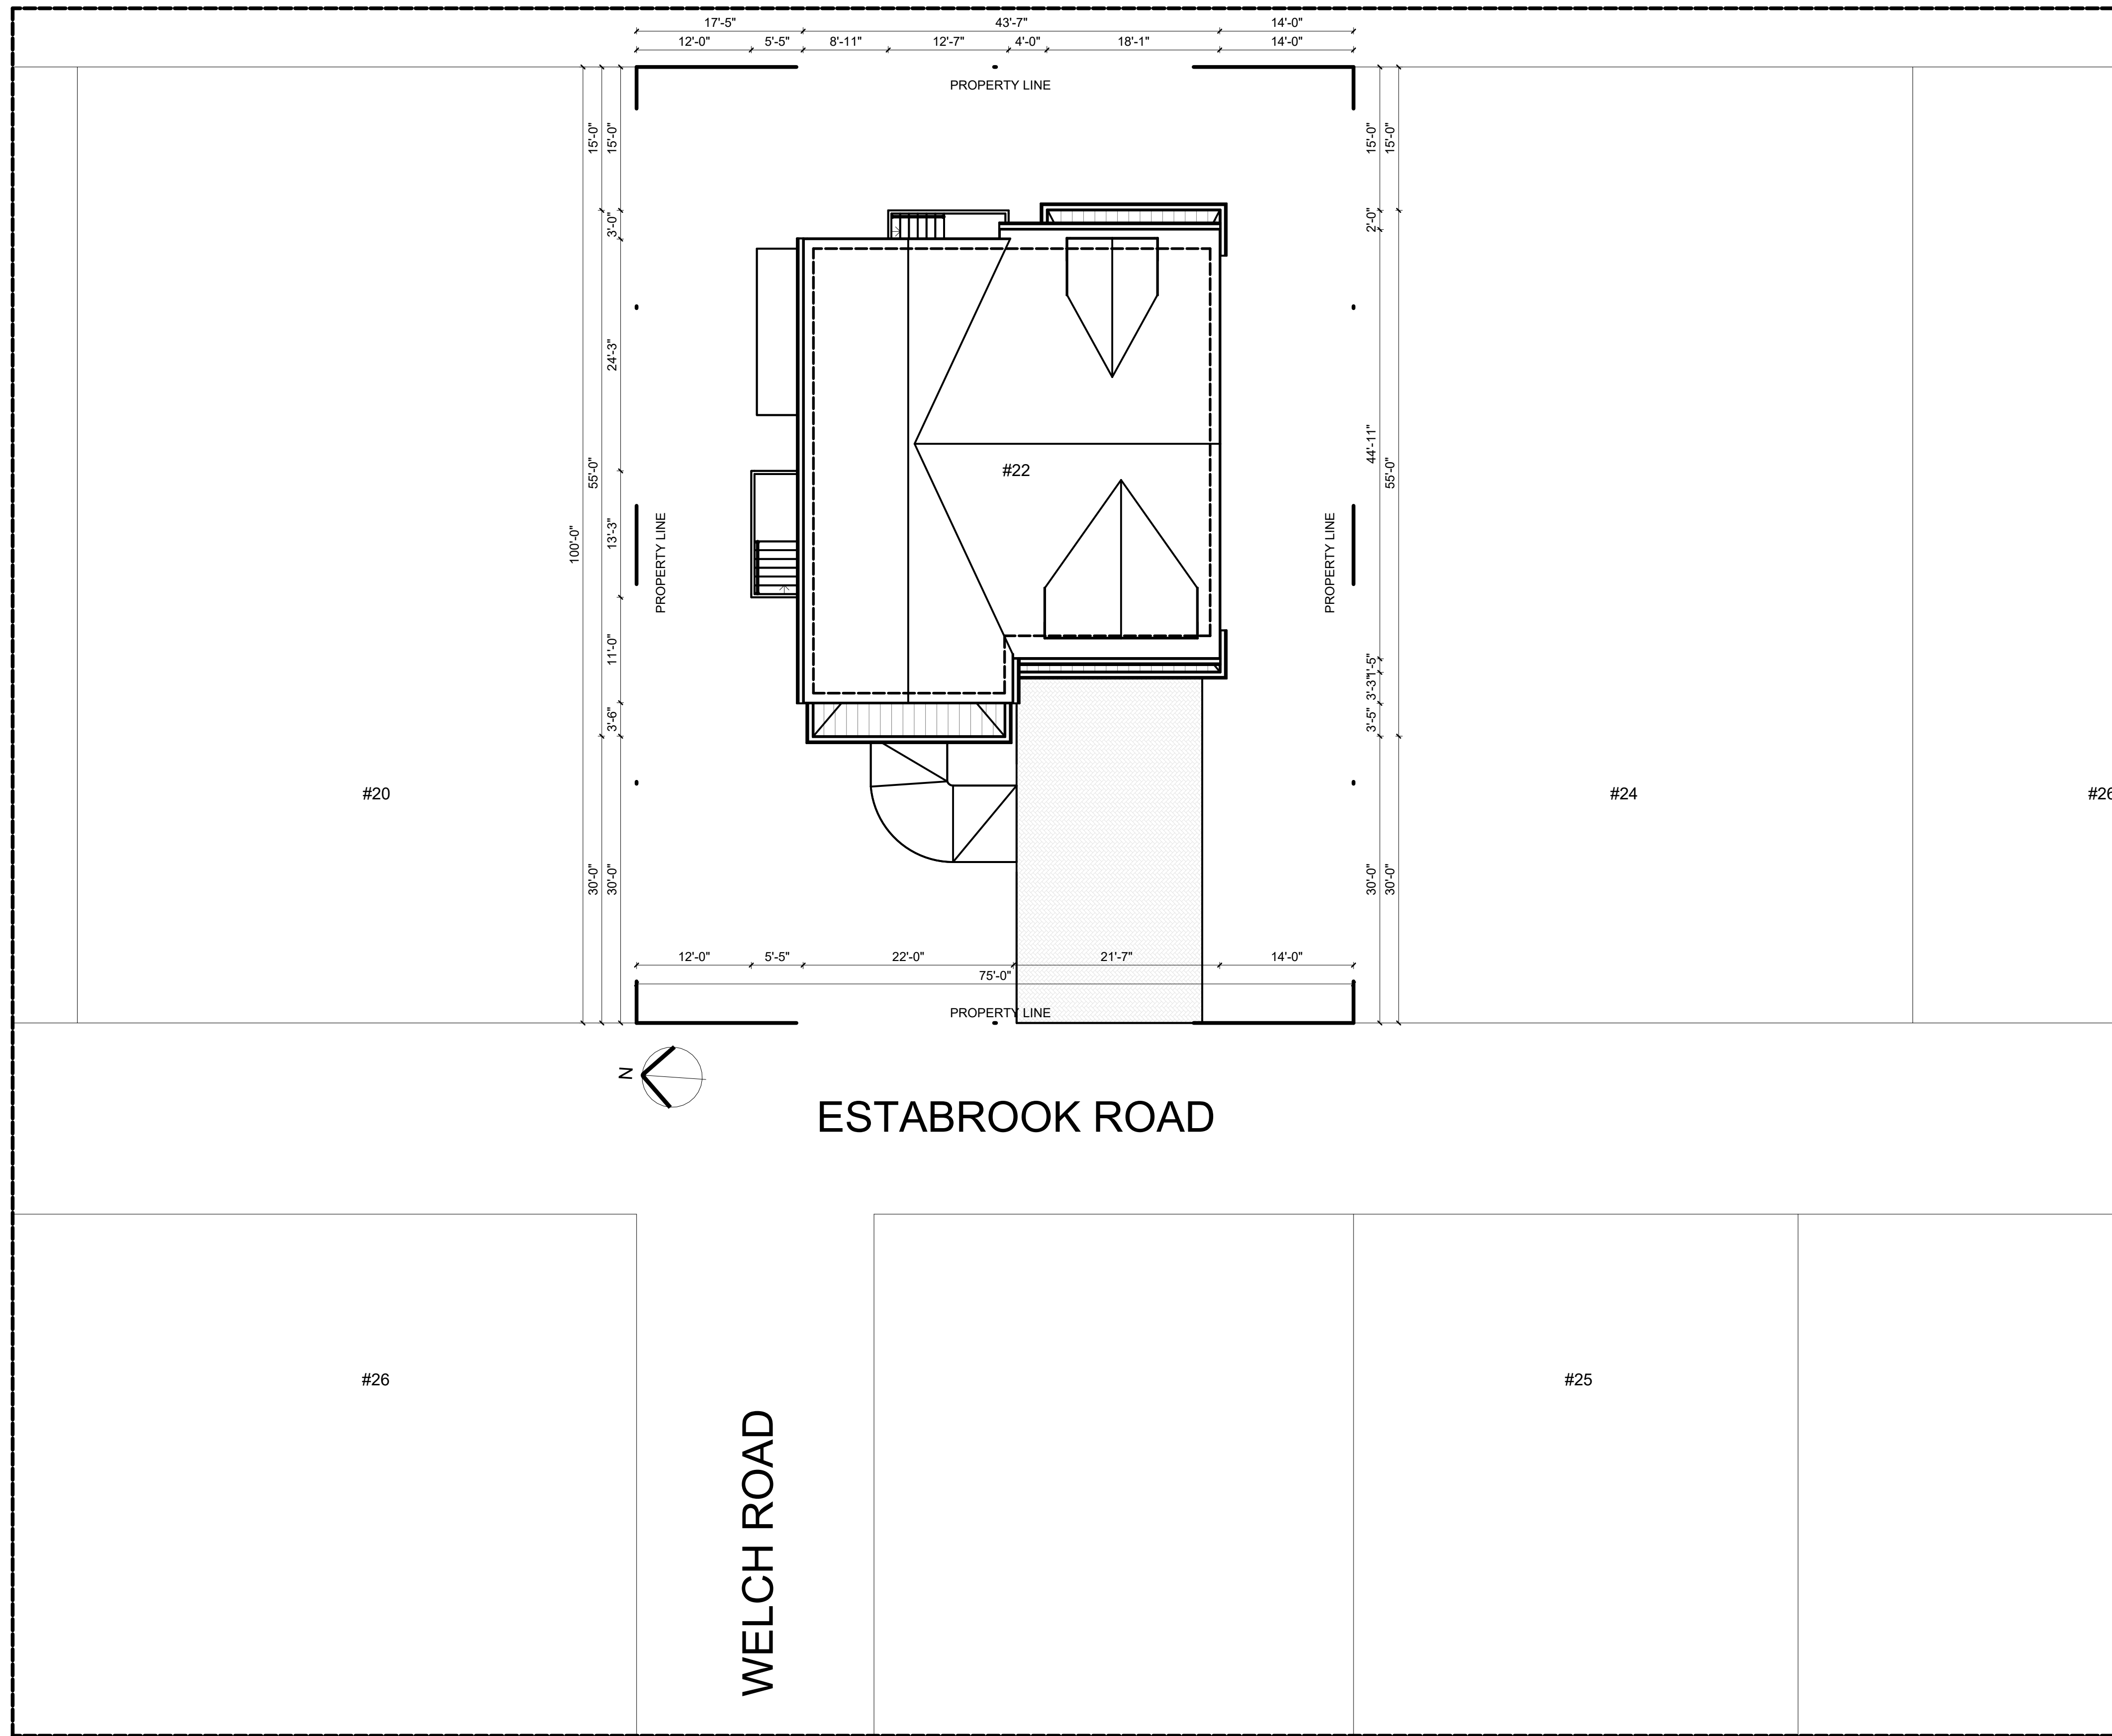 17'-5" 43'-7" 14'-0"
12'-0" 5'-5" 8'-11" 12'-7" 4'-0" 18'-1" 14'-0"
PROPERTY LINE
15'-0"
15'-0"
15'-0"
15'-0"
3'-0"
2'-0"
24'-3"
44'-11"
55'-0"
55'-0"
#22
100'-0"
13'-3"
PROPERTY LINE
PROPERTY LINE
11'-0"
1'-5"
3'-3"
3'-6"
3'-5"
#20
#24
30'-0"
30'-0"
30'-0"
30'-0"
12'-0" 5'-5" 22'-0" 21'-7" 14'-0"
75'-0"
PROPERTY LINE
N
ESTABROOK ROAD
#26
#25
WELCH ROAD